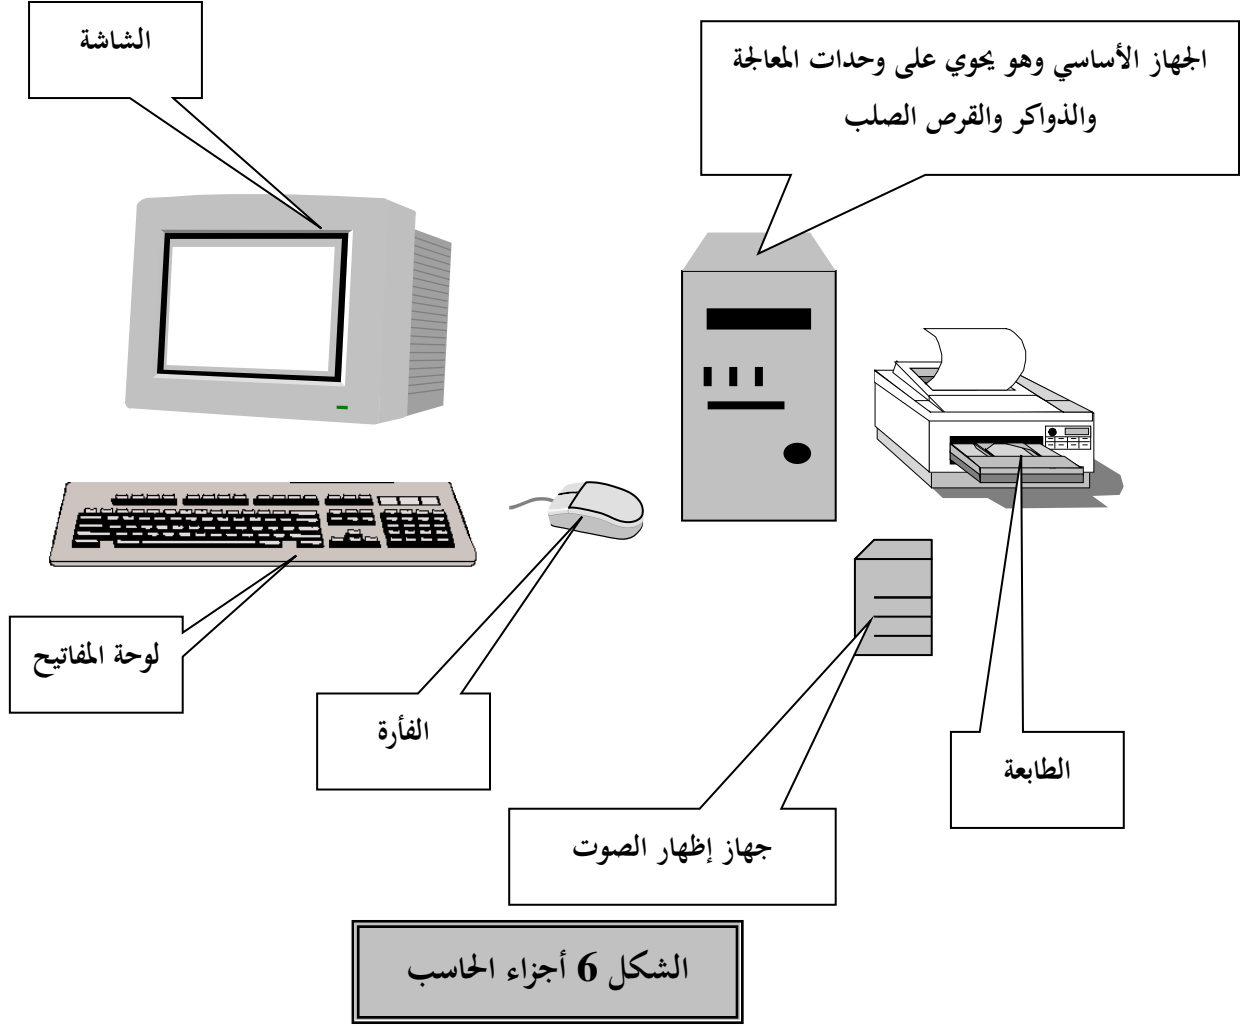 الشاشة
الجهاز الأساسي وهو يحوي على وحدات المعالجة
والذواكر والقرص الصلب
لوحة المفاتيح
الفأرة
الطابعة
جهاز إظهار الصوت
الشكل 6 أجزاء الحاسب